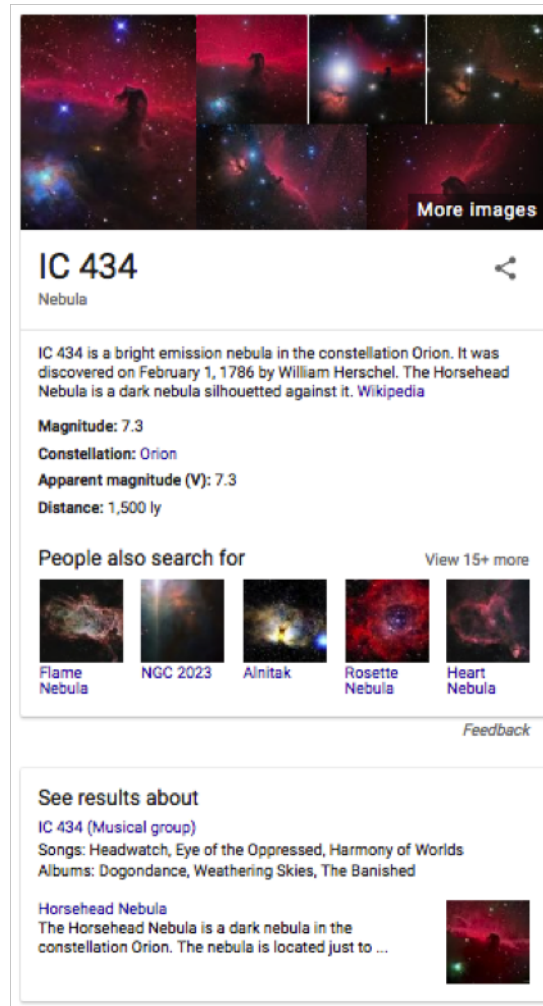 More images
IC 434
Nebula
IC 434 is a bright emission nebula in the constellation Orion. It was
discovered on February 1, 1786 by William Herschel. The Horsehead
Nebula is a dark nebula silhouetted against it. Wikipedia
Magnitude: 7.3
Constellation: Orion
Apparent magnitude (V): 7.3
Distance: 1,500 ly
People also search for
View 15+ more
Flame
Nebula
NGC 2023
Alnitak
Rosette
Nebula
Heart
Nebula
Feedback
See results about
IC 434 (Musical group)
Songs: Headwatch, Eye of the Oppressed, Harmony of Worlds
Albums: Dogondance, Weathering Skies, The Banished
Horsehead Nebula
The Horsehead Nebula is a dark nebula in the
constellation Orion. The nebula is located just to ...